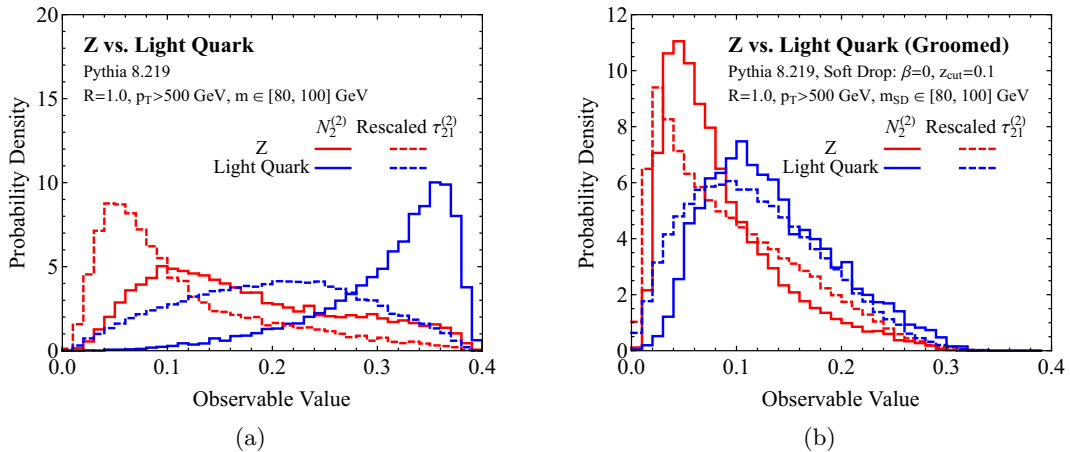 Z vs. Light Quark
Pythia 8.219
R=1.0, p_T>500 GeV, m ∈ [80, 100] GeV
N_2^(2) Rescaled τ_21^(2)
Z
Light Quark
Probability Density
20
15
10
5
0
0.0 0.1 0.2 0.3 0.4
Observable Value
(a)
Z vs. Light Quark (Groomed)
Pythia 8.219, Soft Drop: β=0, z_cut=0.1
R=1.0, p_T>500 GeV, m_SD ∈ [80, 100] GeV
N_2^(2) Rescaled τ_21^(2)
Z
Light Quark
Probability Density
12
10
8
6
4
2
0
0.0 0.1 0.2 0.3 0.4
Observable Value
(b)